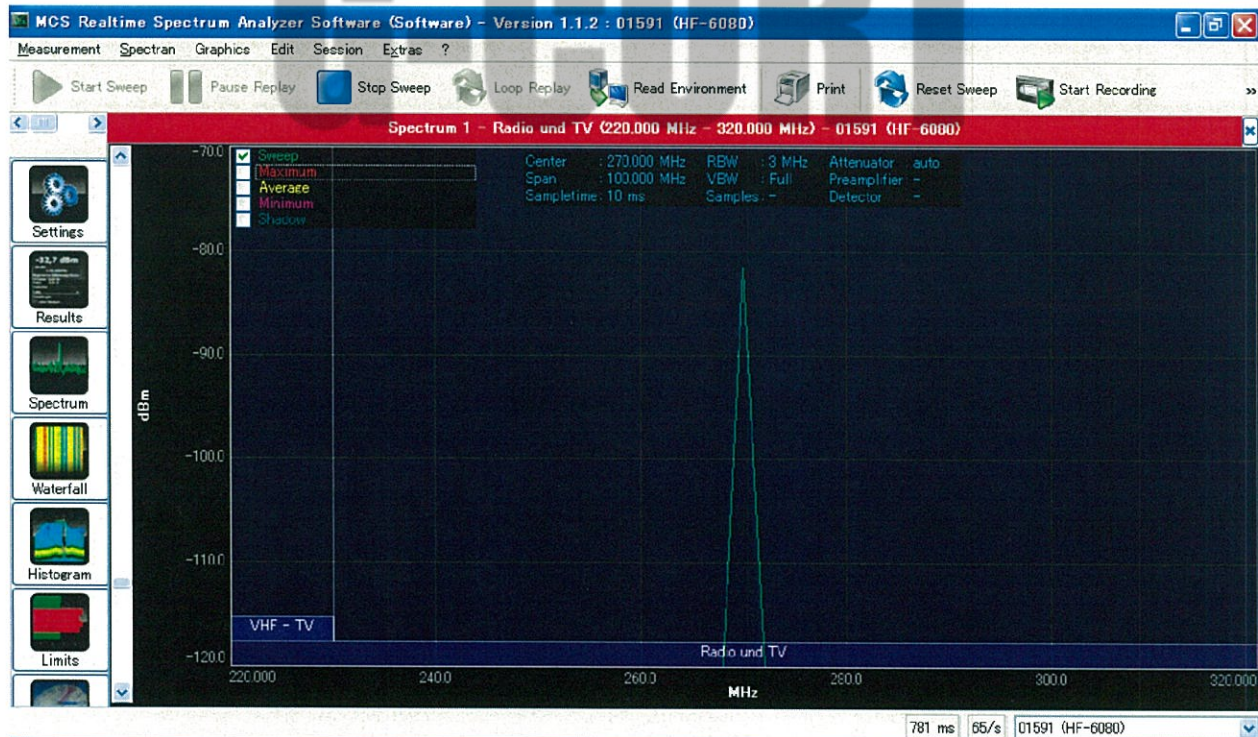 MCS Realtime Spectrum Analyzer Software (Software) - Version 1.1.2 : 01591 (HF-6080)
Measurement Spectran Graphics Edit Session Extras ?
Start Sweep Pause Replay Stop Sweep Loop Replay Read Environment Print Reset Sweep Start Recording »
Spectrum 1 - Radio und TV (220.000 MHz - 320.000 MHz) - 01591 (HF-6080)
Settings
-32,7 dBm
Results
Spectrum
Waterfall
Histogram
Limits
dBm
-70.0
-80.0
-90.0
-100.0
-110.0
-120.0
Sweep
Maximum
Average
Minimum
Shadow
Center : 270.000 MHz RBW : 3 MHz Attenuator auto
Span : 100.000 MHz VBW : Full Preamplifier -
Sampletime : 10 ms Samples : - Detector -
VHF - TV
Radio und TV
220.000 240.0 260.0 280.0 300.0 320.000
MHz
781 ms 65/s 01591 (HF-6080)